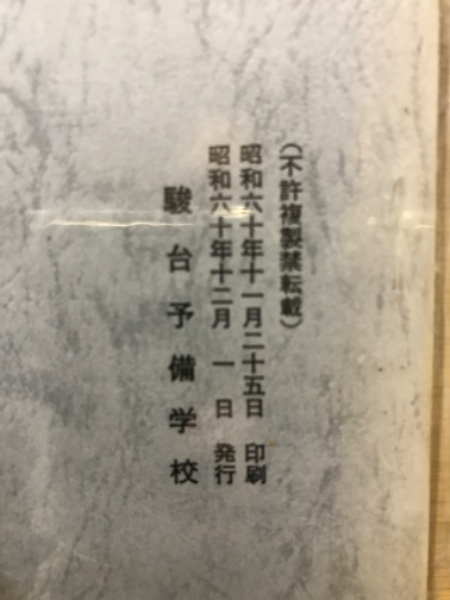 (不許複製禁転載)
昭和六十年十一月二十五日 印刷
昭和六十年十二月 一 日 発行
駿台予備学校